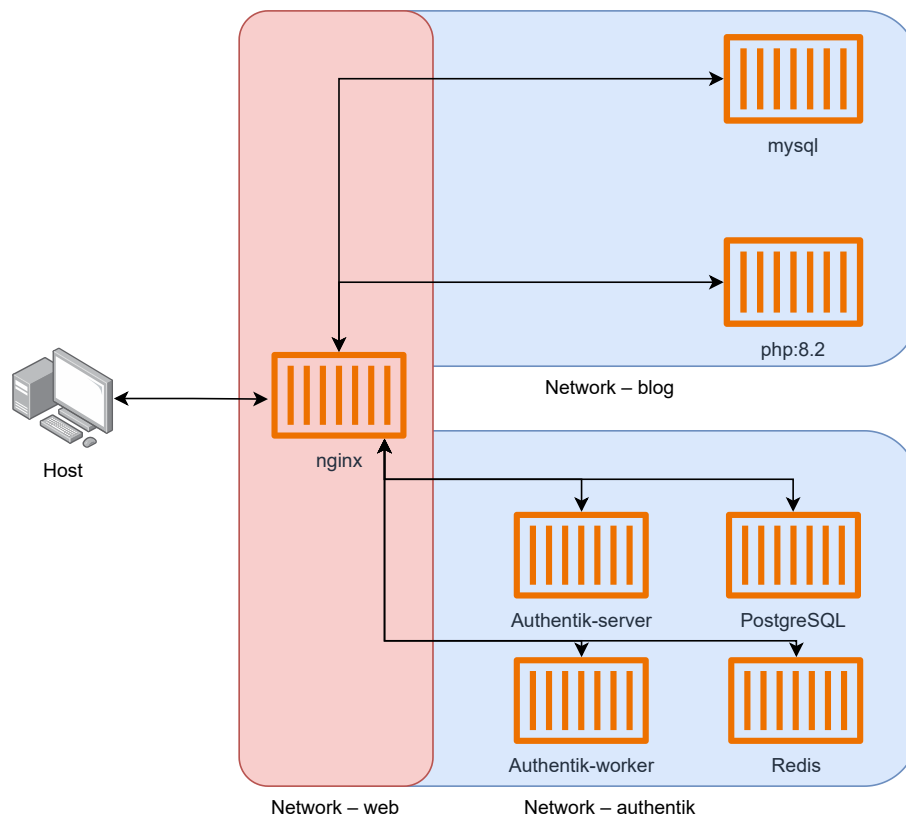 mysql
php:8.2
Network – blog
Host
nginx
Authentik-server
PostgreSQL
Authentik-worker
Redis
Network – web
Network – authentik